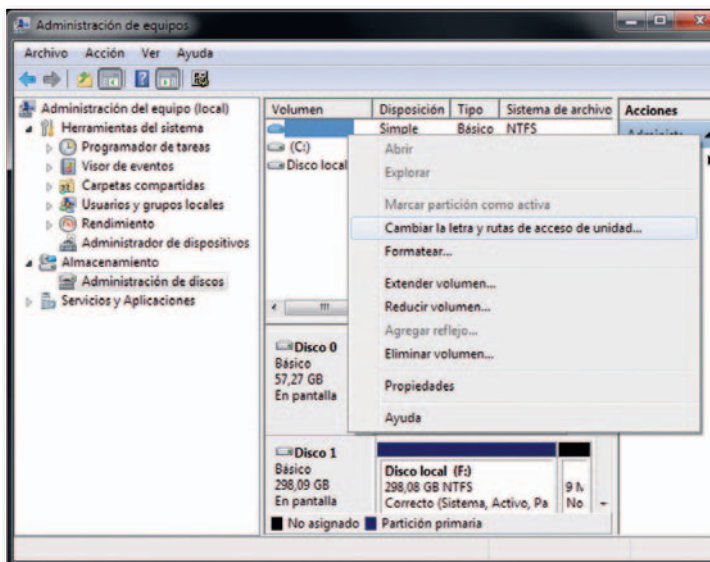 Administración de equipos
Archivo Acción Ver Ayuda
Administración del equipo (local)
Herramientas del sistema
Programador de tareas
Visor de eventos
Carpetas compartidas
Usuarios y grupos locales
Rendimiento
Administrador de dispositivos
Almacenamiento
Administración de discos
Servicios y Aplicaciones
Volumen Disposición Tipo Sistema de archivo
Simple Básico NTFS
(C:)
Disco local
Acciones
Abrir
Explorar
Marcar partición como activa
Cambiar la letra y rutas de acceso de unidad...
Formatear...
Extender volumen...
Reducir volumen...
Agregar reflejo...
Eliminar volumen...
Propiedades
Ayuda
Disco 0
Básico
57,27 GB
En pantalla
Disco 1
Básico
298,09 GB
En pantalla
Disco local (F:)
298,08 GB NTFS
Correcto (Sistema, Activo, Pa
9 M
No
No asignado Partición primaria